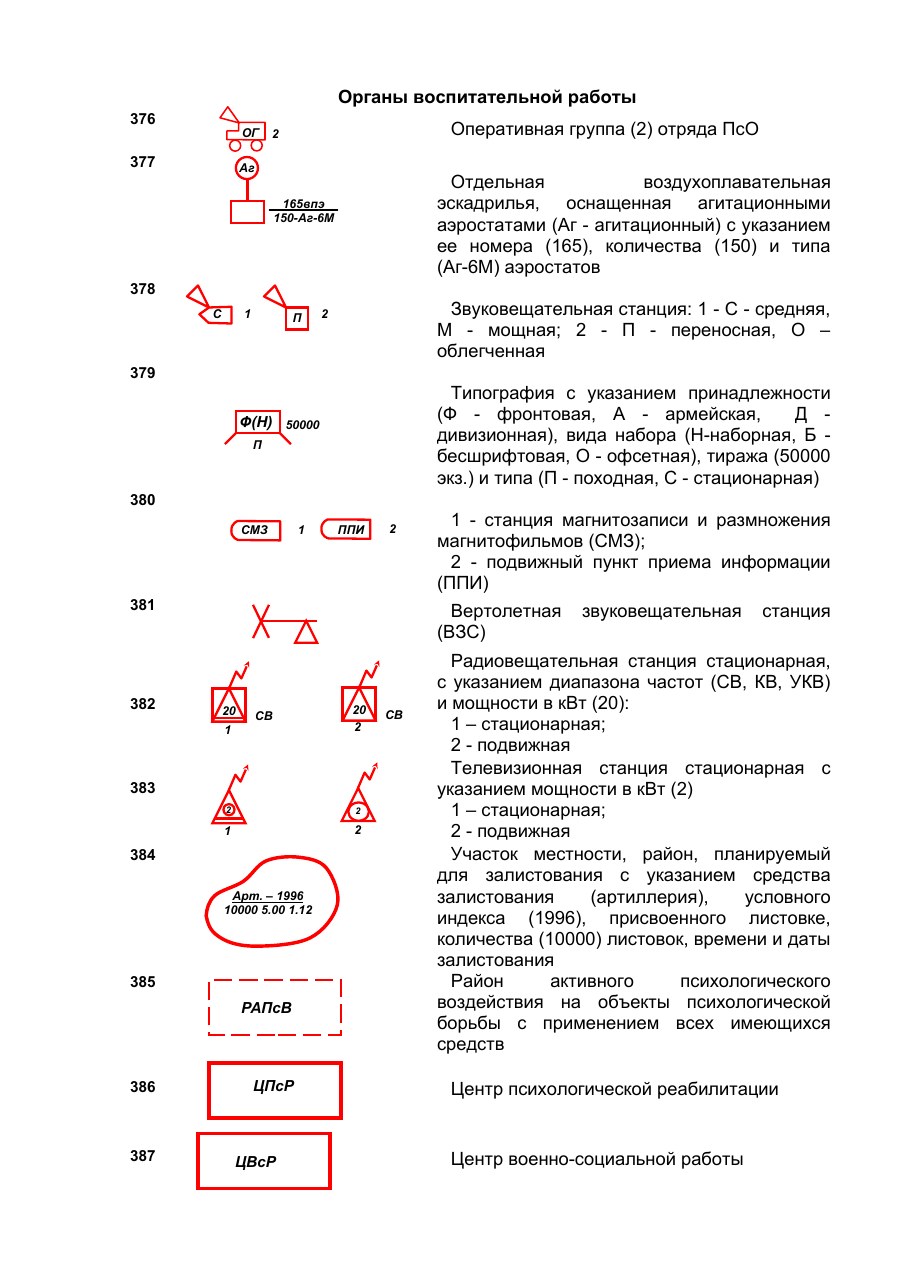 Органы воспитательной работы
376
ОГ 2
Оперативная группа (2) отряда ПсО
377
Аг
165впэ
150-Аг-6М
Отдельная воздухоплавательная
эскадрилья, оснащенная агитационными
аэростатами (Аг - агитационный) с указанием
ее номера (165), количества (150) и типа
(Аг-6М) аэростатов
378
С 1 П 2
Звуковещательная станция: 1 - С - средняя,
М - мощная; 2 - П - переносная, О –
облегченная
379
Ф(Н) 50000
П
Типография с указанием принадлежности
(Ф - фронтовая, А - армейская, Д -
дивизионная), вида набора (Н-наборная, Б -
бесшрифтовая, О - офсетная), тиража (50000
экз.) и типа (П - походная, С - стационарная)
380
СМЗ 1 ППИ 2
1 - станция магнитозаписи и размножения
магнитофильмов (СМЗ);
2 - подвижный пункт приема информации
(ППИ)
381
Вертолетная звуковещательная станция
(ВЗС)
382
20 СВ 20 СВ
1 2
Радиовещательная станция стационарная,
с указанием диапазона частот (СВ, КВ, УКВ)
и мощности в кВт (20):
1 – стационарная;
2 - подвижная
383
2 2
1 2
Телевизионная станция стационарная с
указанием мощности в кВт (2)
1 – стационарная;
2 - подвижная
384
Арт. – 1996
10000 5.00 1.12
Участок местности, район, планируемый
для залистования с указанием средства
залистования (артиллерия), условного
индекса (1996), присвоенного листовке,
количества (10000) листовок, времени и даты
залистования
385
РАПсВ
Район активного психологического
воздействия на объекты психологической
борьбы с применением всех имеющихся
средств
386
ЦПсР
Центр психологической реабилитации
387
ЦВсР
Центр военно-социальной работы